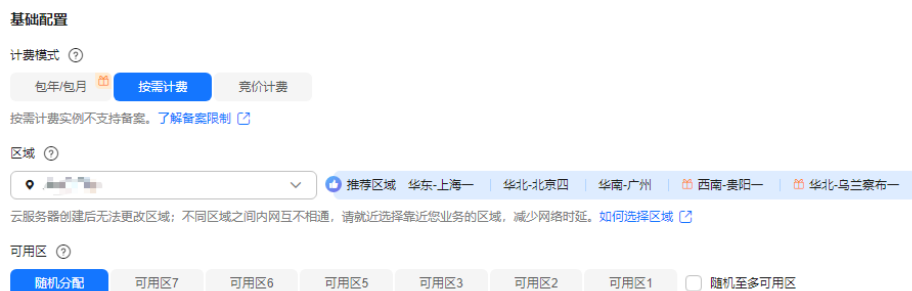 基础配置
计费模式
包年/包月 按需计费 竞价计费
按需计费实例不支持备案。了解备案限制
区域
推荐区域 华东-上海一 华北-北京四 华南-广州 西南-贵阳一 华北-乌兰察布一
云服务器创建后无法更改区域；不同区域之间内网互不相通，请就近选择靠近您业务的区域，减少网络时延。如何选择区域
可用区
随机分配 可用区7 可用区6 可用区5 可用区3 可用区2 可用区1 随机至多可用区